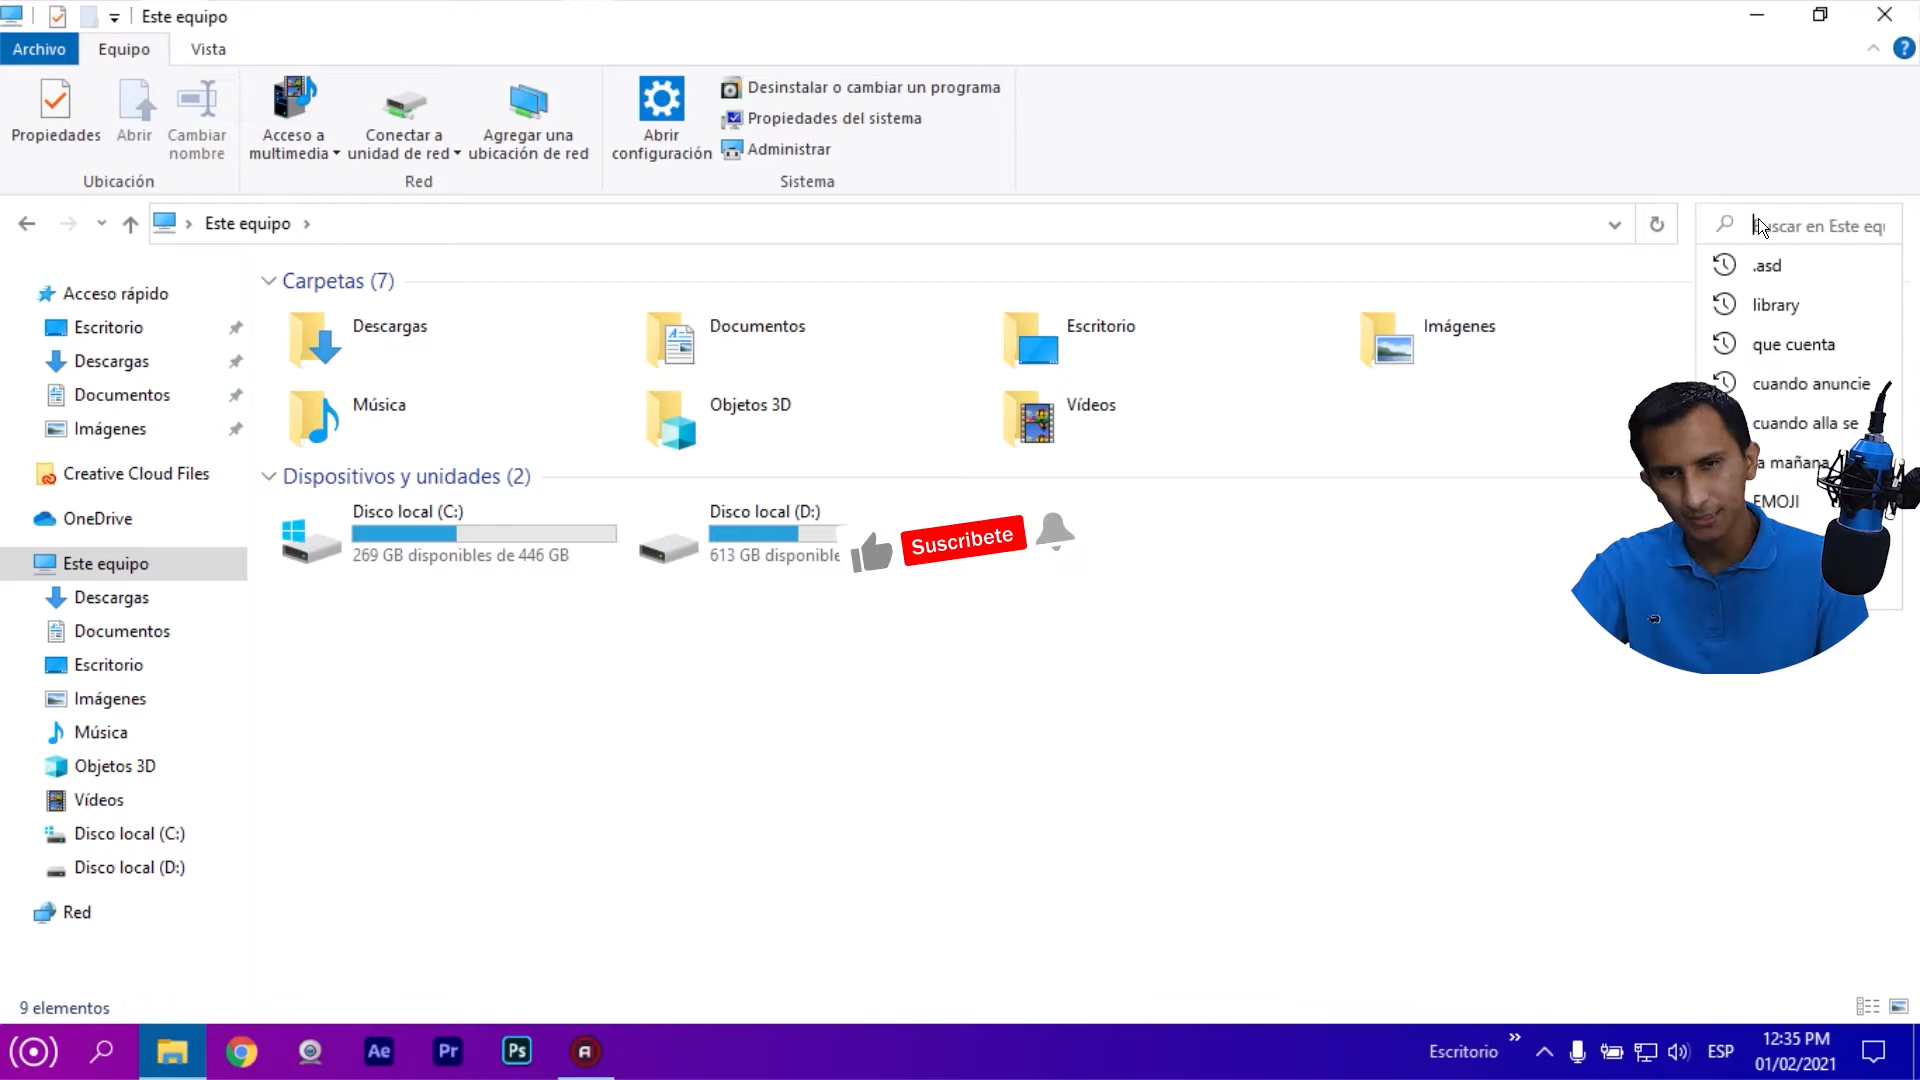 Este equipo
Archivo
Equipo
Vista
Propiedades
Abrir
Cambiar
nombre
Acceso a
multimedia
Conectar a
unidad de red
Agregar una
ubicación de red
Abrir
configuración
Desinstalar o cambiar un programa
Propiedades del sistema
Administrar
Ubicación
Red
Sistema
Este equipo
uscar en Este equ
.asd
library
que cuenta
cuando anuncie
cuando alla se
a mañana
EMOJI
Acceso rápido
Escritorio
Descargas
Documentos
Imágenes
Creative Cloud Files
OneDrive
Este equipo
Descargas
Documentos
Escritorio
Imágenes
Música
Objetos 3D
Vídeos
Disco local (C:)
Disco local (D:)
Red
Carpetas (7)
Descargas
Documentos
Escritorio
Imágenes
Música
Objetos 3D
Vídeos
Dispositivos y unidades (2)
Disco local (C:)
269 GB disponibles de 446 GB
Disco local (D:)
613 GB disponible
Suscribete
9 elementos
Ae
Pr
Ps
Escritorio
ESP
12:35 PM
01/02/2021